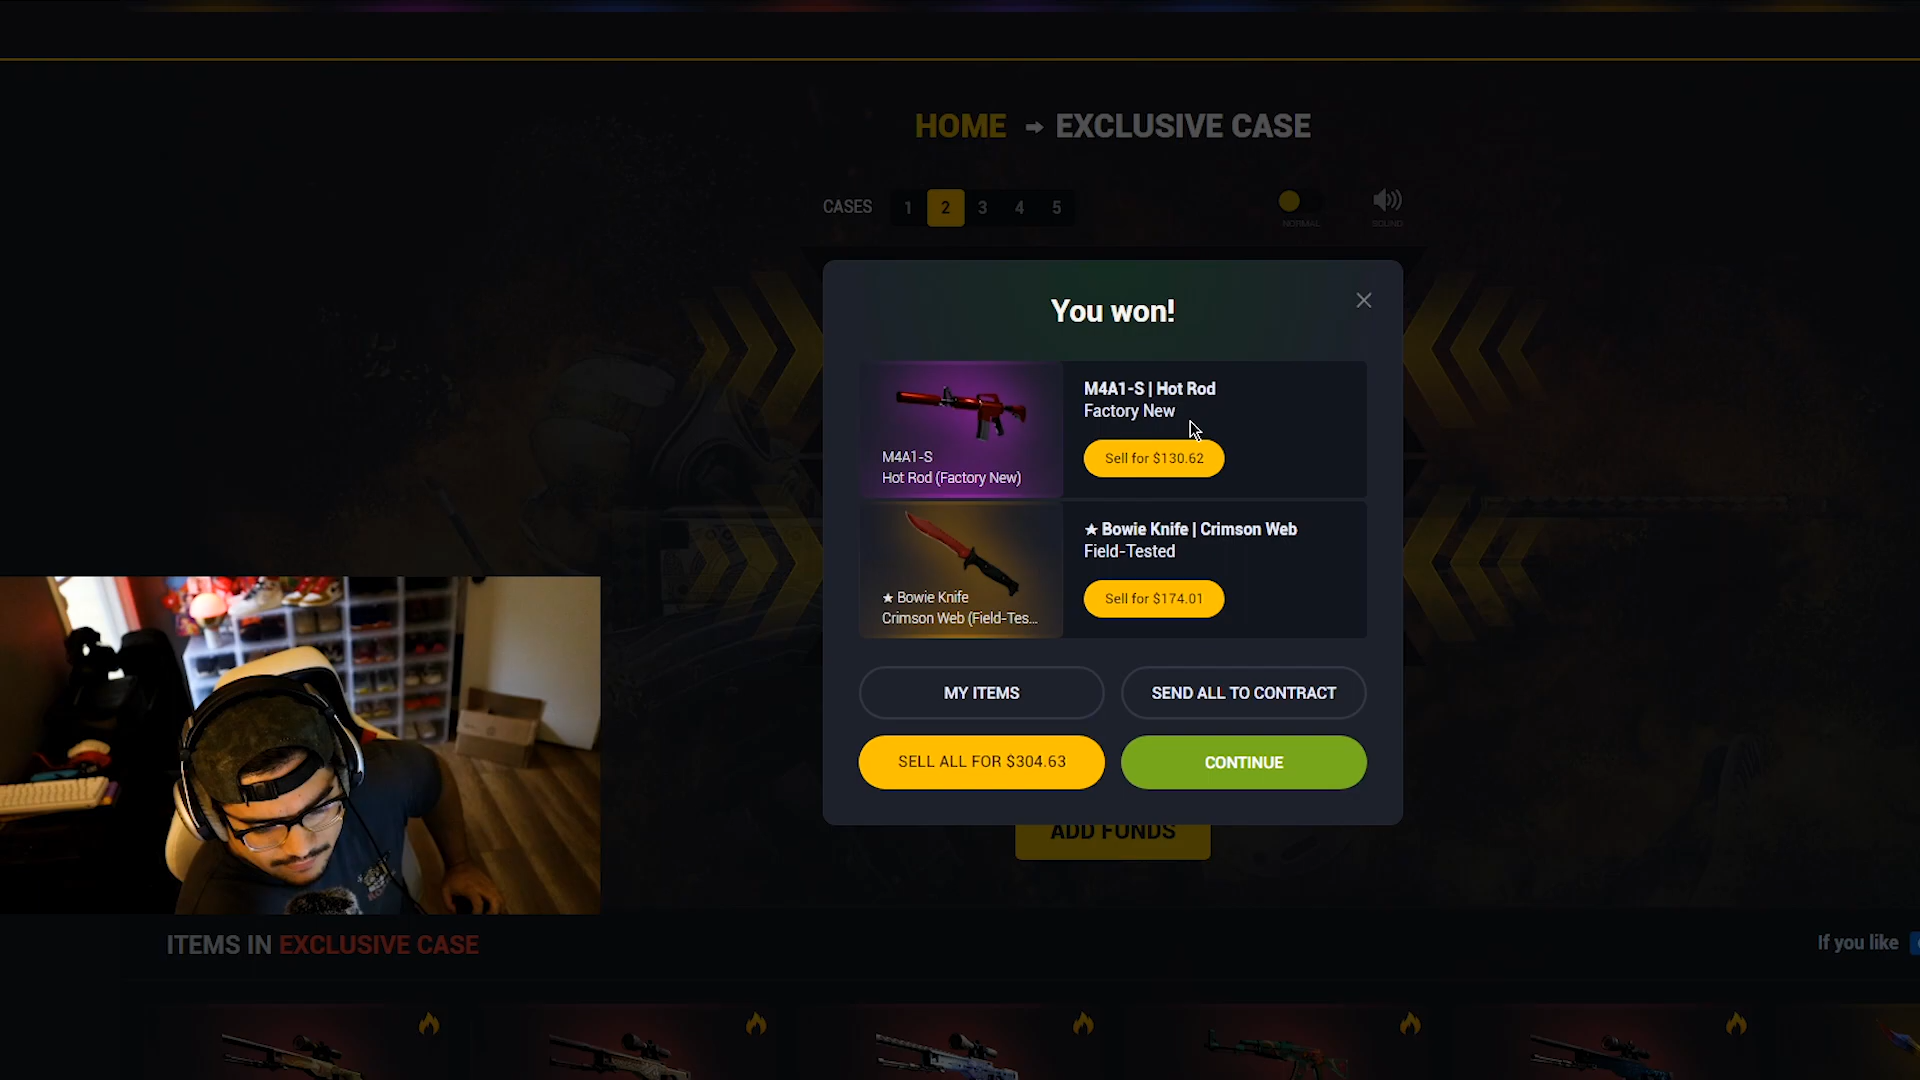 HOME → EXCLUSIVE CASE
CASES 1 2 3 4 5
NORMAL
SOUND
You won!
M4A1-S | Hot Rod
Factory New
Sell for $130.62
M4A1-S
Hot Rod (Factory New)
★ Bowie Knife | Crimson Web
Field-Tested
Sell for $174.01
★ Bowie Knife
Crimson Web (Field-Tes...
MY ITEMS
SEND ALL TO CONTRACT
SELL ALL FOR $304.63
CONTINUE
ADD FUNDS
ITEMS IN EXCLUSIVE CASE
If you like